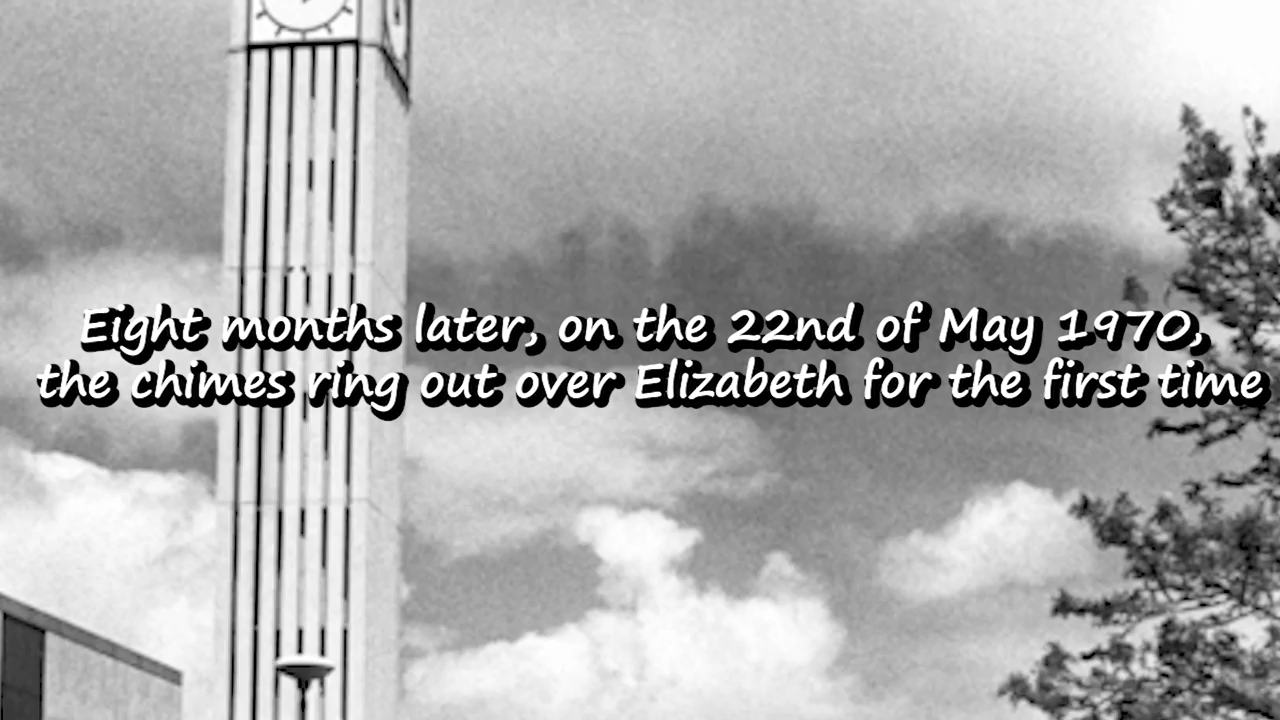 Eight months later, on the 22nd of May 1970,
the chimes ring out over Elizabeth for the first time